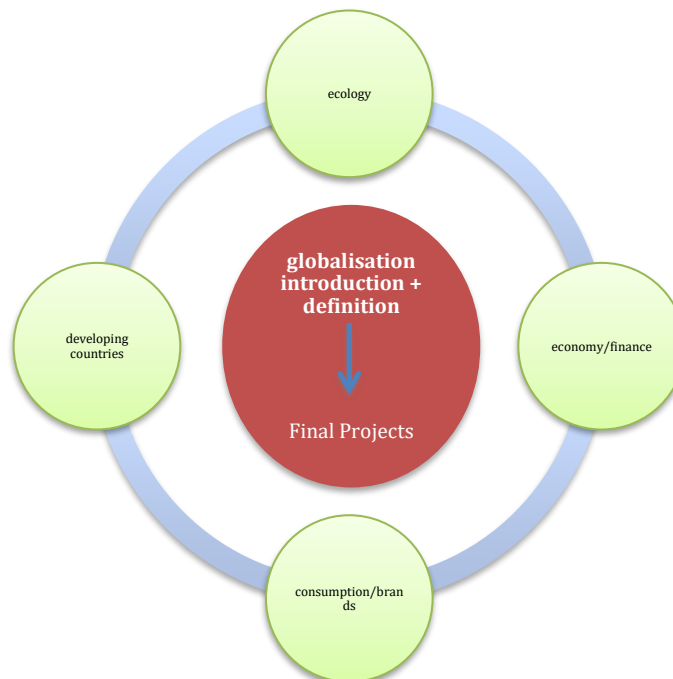 ecology
globalisation
introduction +
definition
Final Projects
developing
countries
economy/finance
consumption/bran
ds